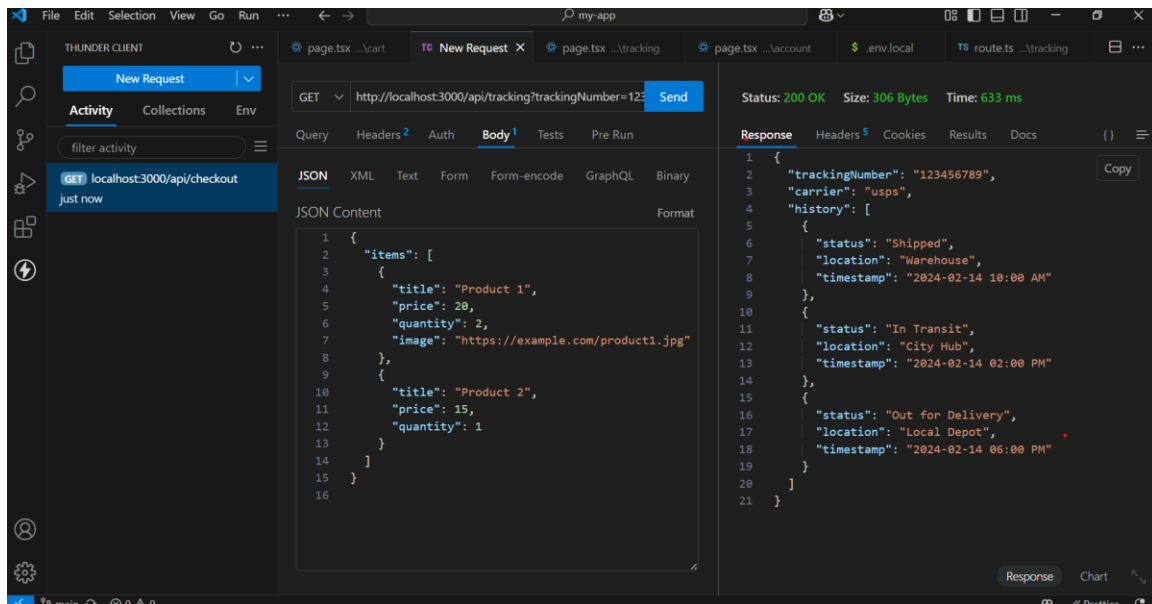 File Edit Selection View Go Run ··· my-app
THUNDER CLIENT ···
page.tsx ...\cart TC New Request page.tsx ...\tracking page.tsx ...\account $ .env.local TS route.ts ...\tracking ···
New Request
Activity Collections Env
filter activity
GET localhost:3000/api/checkout
just now
GET http://localhost:3000/api/tracking?trackingNumber=123 Send
Query Headers 2 Auth Body 1 Tests Pre Run
JSON XML Text Form Form-encode GraphQL Binary
JSON Content Format
1 {
2 "items": [
3 {
4 "title": "Product 1",
5 "price": 20,
6 "quantity": 2,
7 "image": "https://example.com/product1.jpg"
8 },
9 {
10 "title": "Product 2",
11 "price": 15,
12 "quantity": 1
13 }
14 ]
15 }
16
Status: 200 OK Size: 306 Bytes Time: 633 ms
Response Headers 5 Cookies Results Docs {}
Copy
1 {
2 "trackingNumber": "123456789",
3 "carrier": "usps",
4 "history": [
5 {
6 "status": "Shipped",
7 "location": "Warehouse",
8 "timestamp": "2024-02-14 10:00 AM"
9 },
10 {
11 "status": "In Transit",
12 "location": "City Hub",
13 "timestamp": "2024-02-14 02:00 PM"
14 },
15 {
16 "status": "Out for Delivery",
17 "location": "Local Depot",
18 "timestamp": "2024-02-14 06:00 PM"
19 }
20 ]
21 }
Response Chart
main 0 0 Prettier